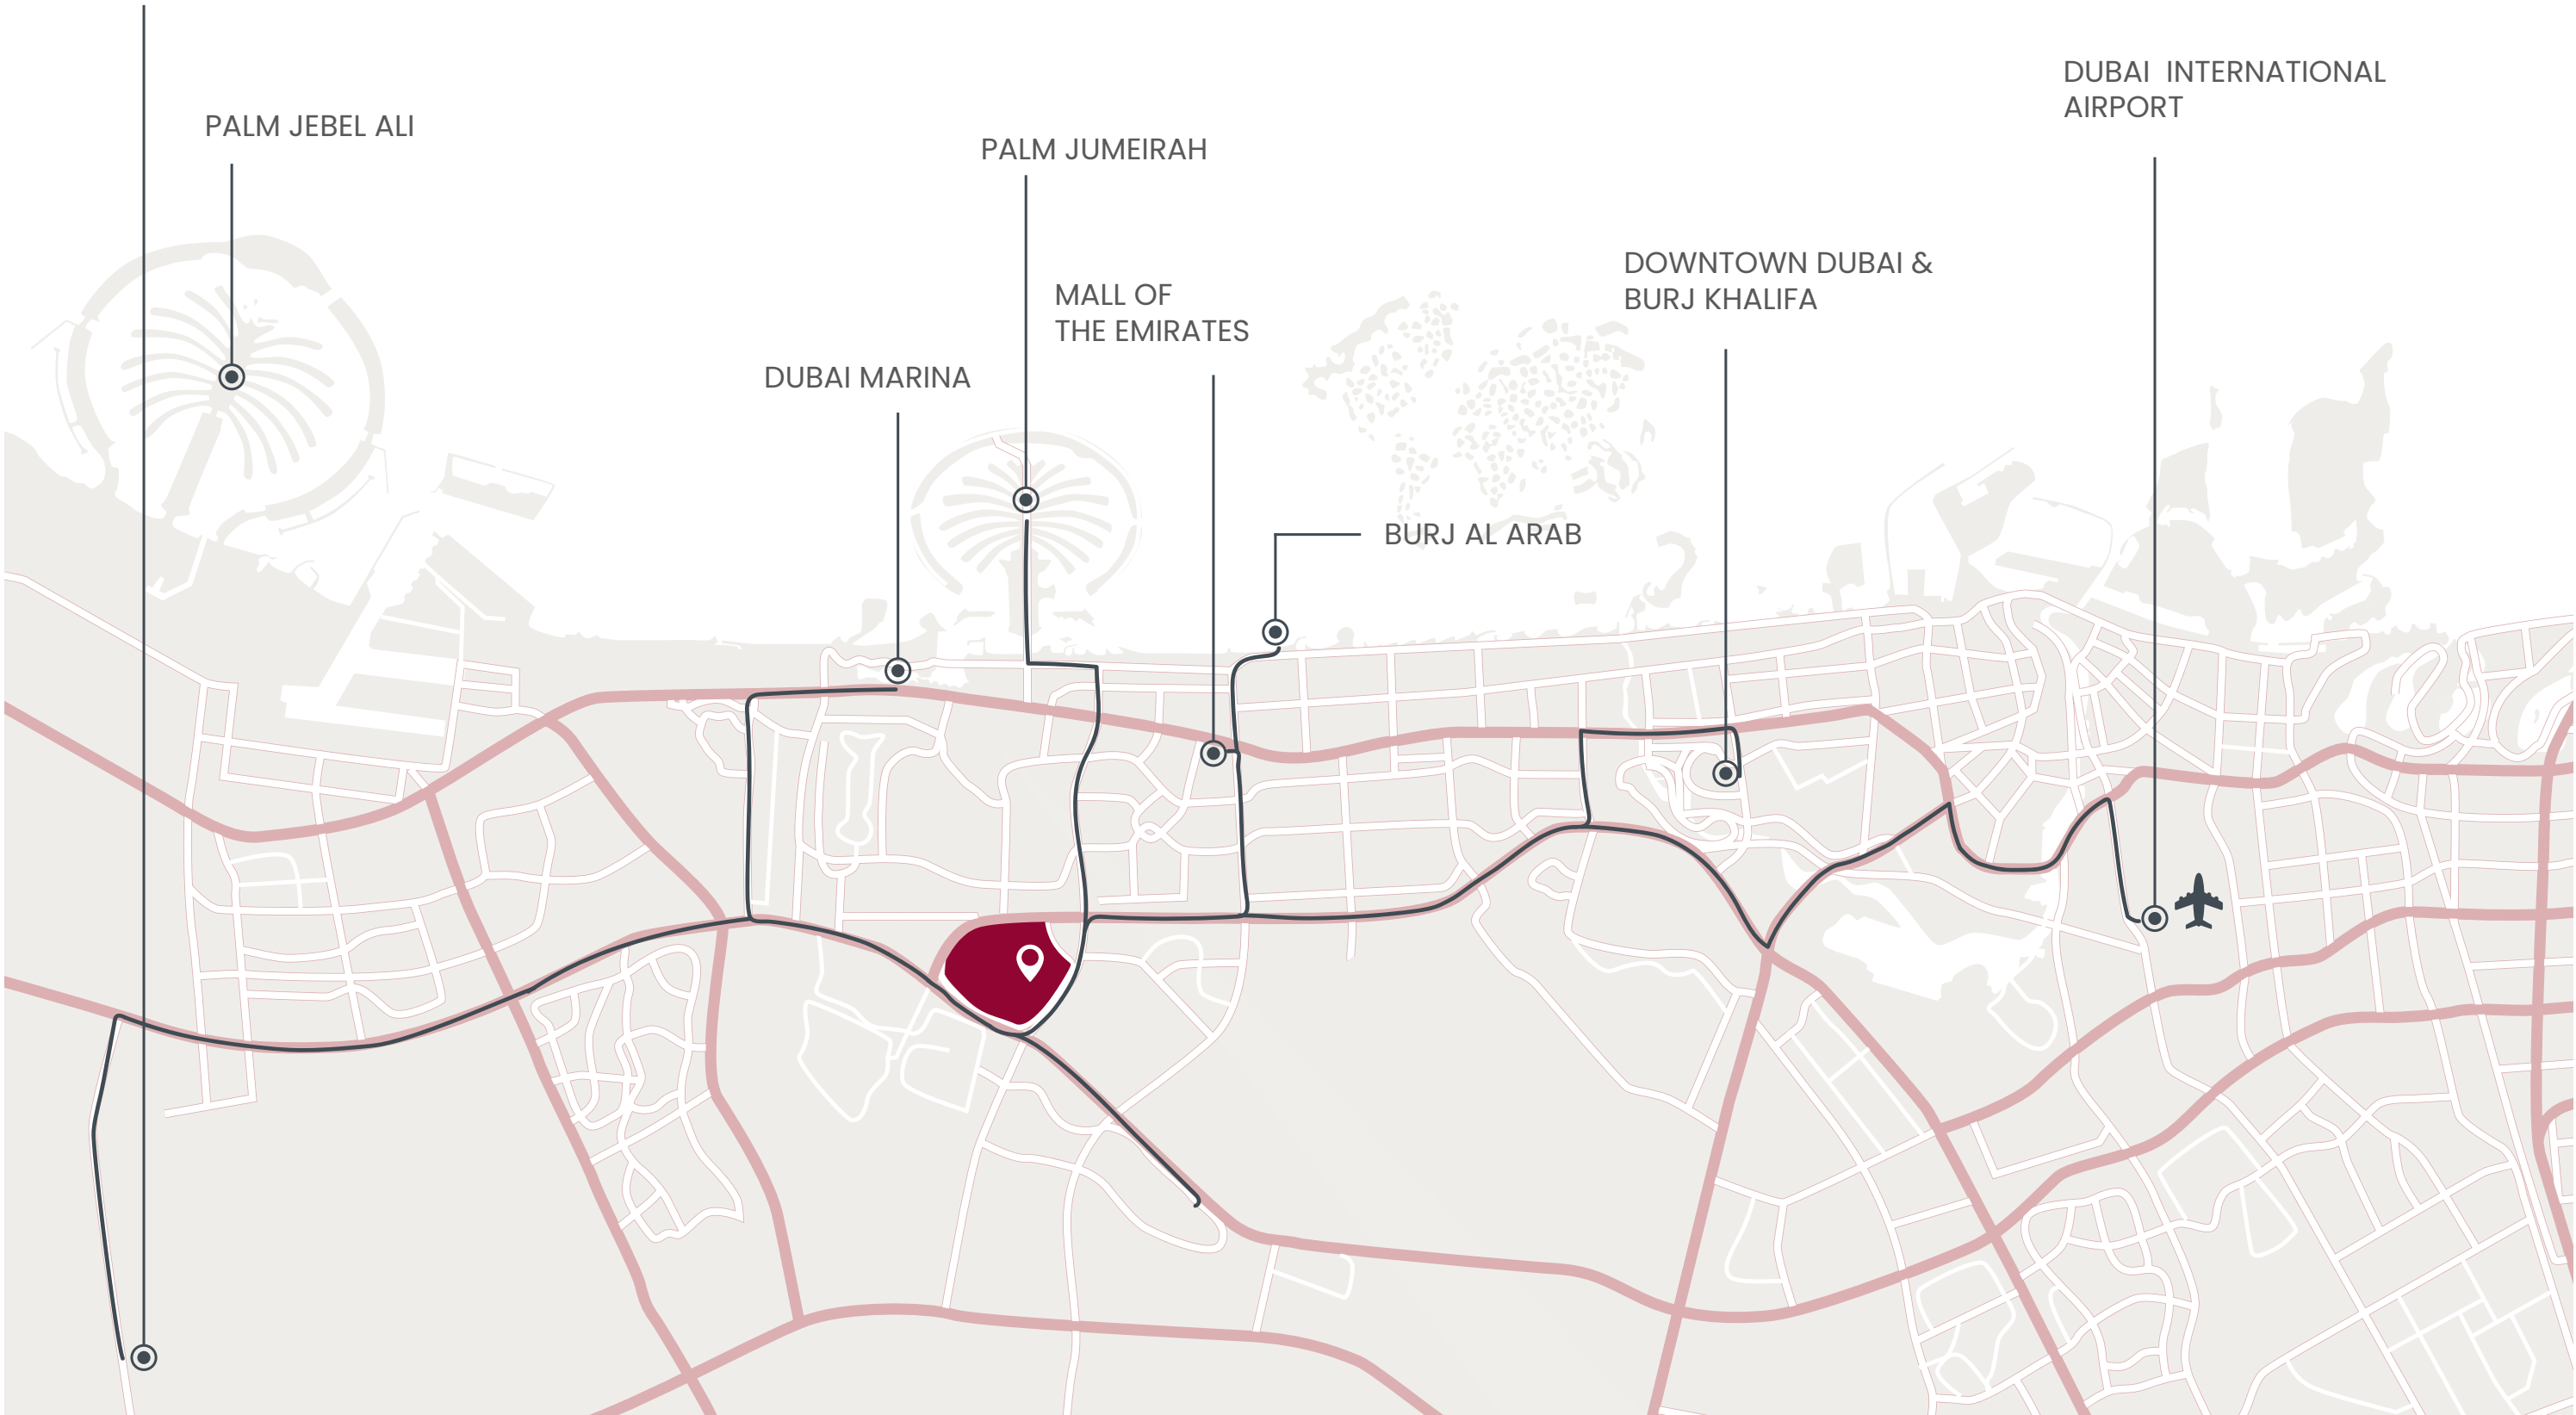 DUBAI  INTERNATIONAL
AIRPORT
PALM JEBEL ALI
PALM JUMEIRAH
DOWNTOWN DUBAI &
BURJ KHALIFA
MALL OF
THE EMIRATES
DUBAI MARINA
BURJ AL ARAB